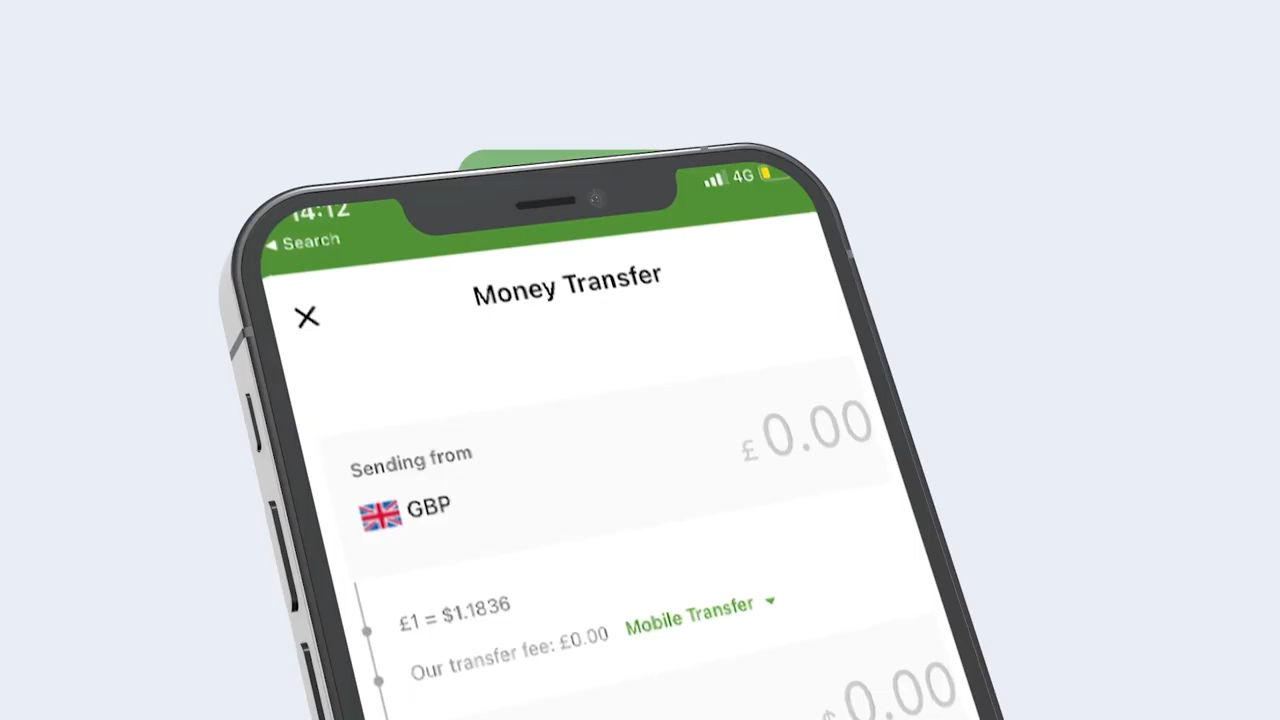 14:12
4G
◀ Search
Money Transfer
Sending from
£ 0.00
GBP
£1 = $1.1836
Our transfer fee: £0.00 Mobile Transfer
$ 0.00